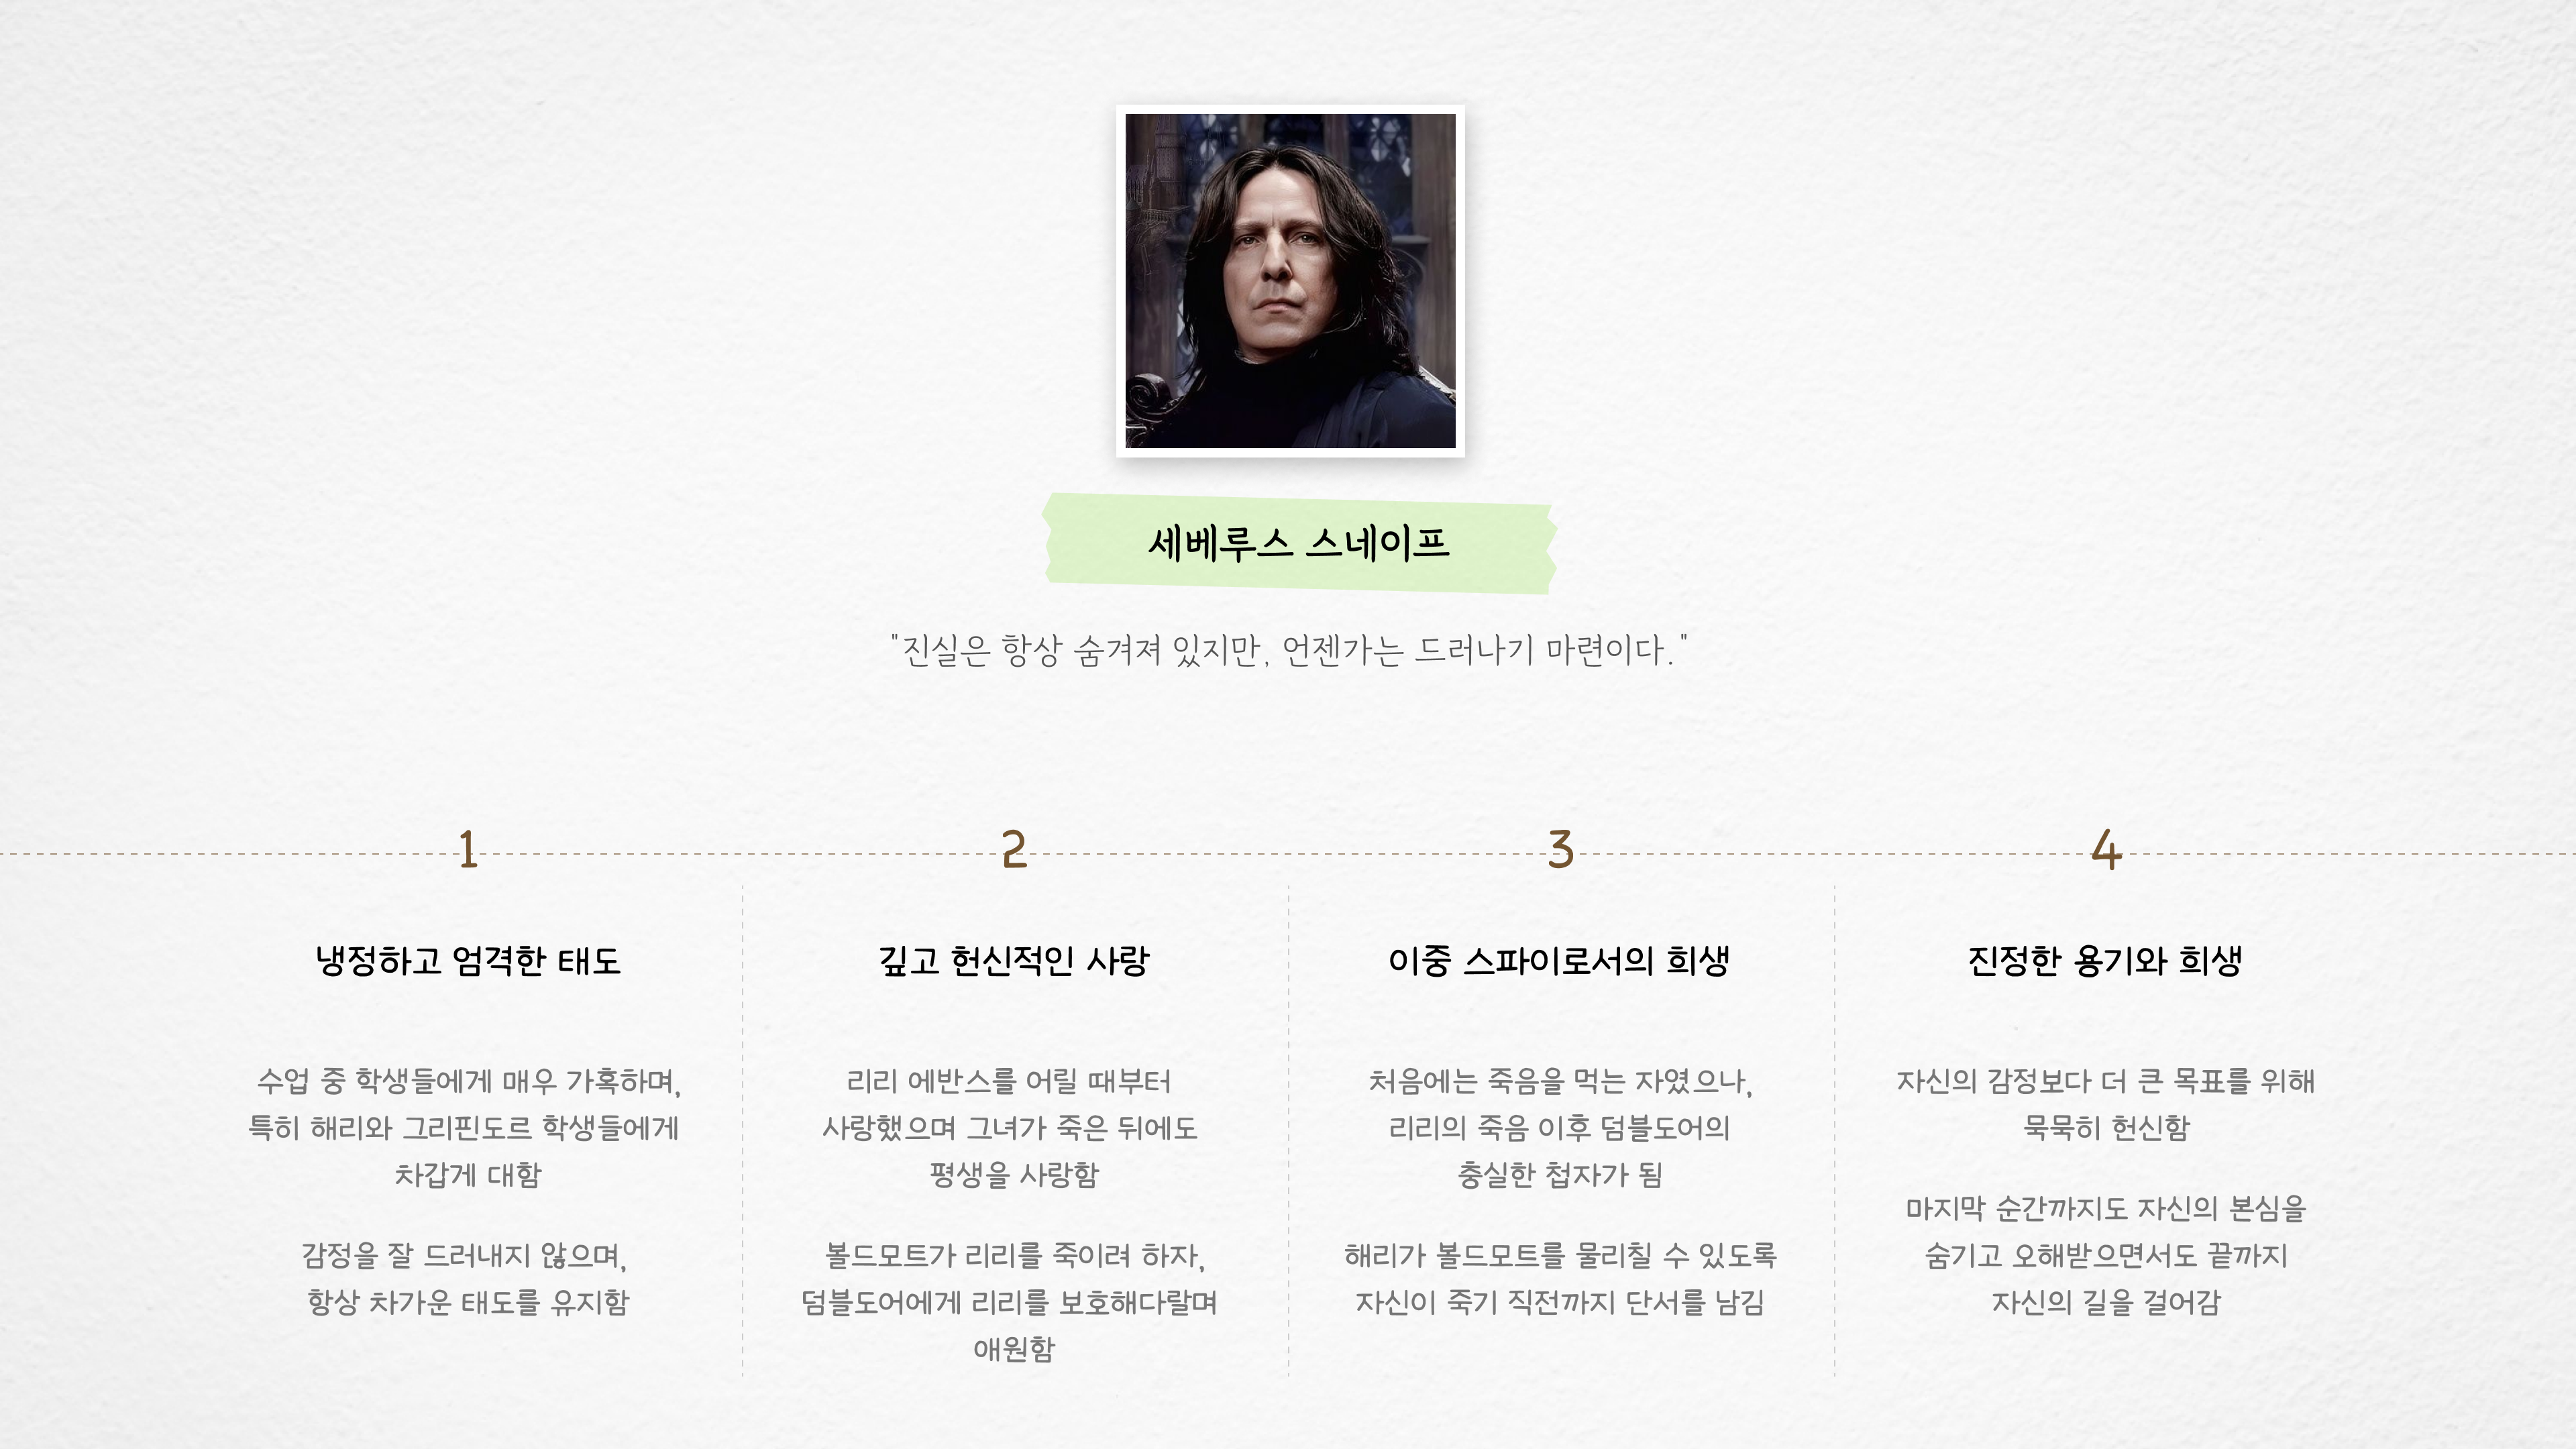 세베루스 스네이프
"진실은 항상 숨겨져 있지만, 언젠가는 드러나기 마련이다."
1
냉정하고 엄격한 태도
수업 중 학생들에게 매우 가혹하며,
특히 해리와 그리핀도르 학생들에게
차갑게 대함
감정을 잘 드러내지 않으며,
항상 차가운 태도를 유지함
2
깊고 헌신적인 사랑
리리 에반스를 어릴 때부터
사랑했으며 그녀가 죽은 뒤에도
평생을 사랑함
볼드모트가 리리를 죽이려 하자,
덤블도어에게 리리를 보호해다랄며
애원함
3
이중 스파이로서의 희생
처음에는 죽음을 먹는 자였으나,
리리의 죽음 이후 덤블도어의
충실한 첩자가 됨
해리가 볼드모트를 물리칠 수 있도록
자신이 죽기 직전까지 단서를 남김
4
진정한 용기와 희생
자신의 감정보다 더 큰 목표를 위해
묵묵히 헌신함
마지막 순간까지도 자신의 본심을
숨기고 오해받으면서도 끝까지
자신의 길을 걸어감